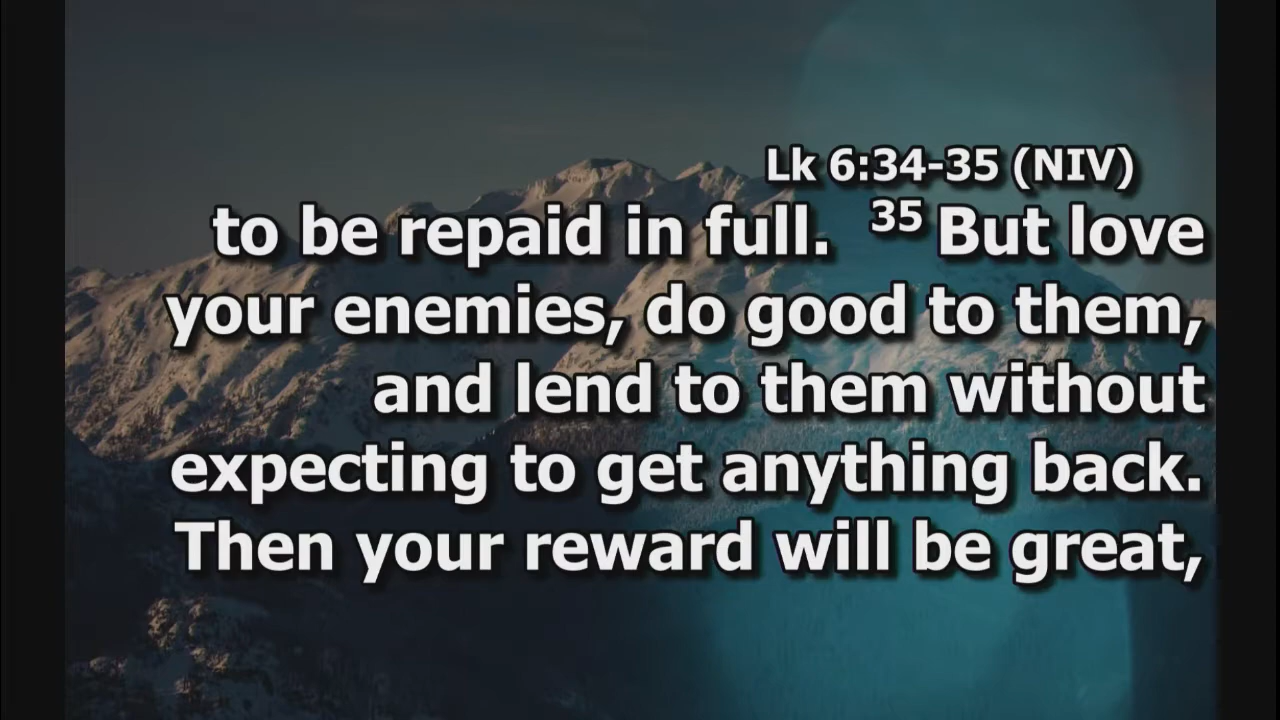 Lk 6:34-35 (NIV)
to be repaid in full. 35 But love
your enemies, do good to them,
and lend to them without
expecting to get anything back.
Then your reward will be great,